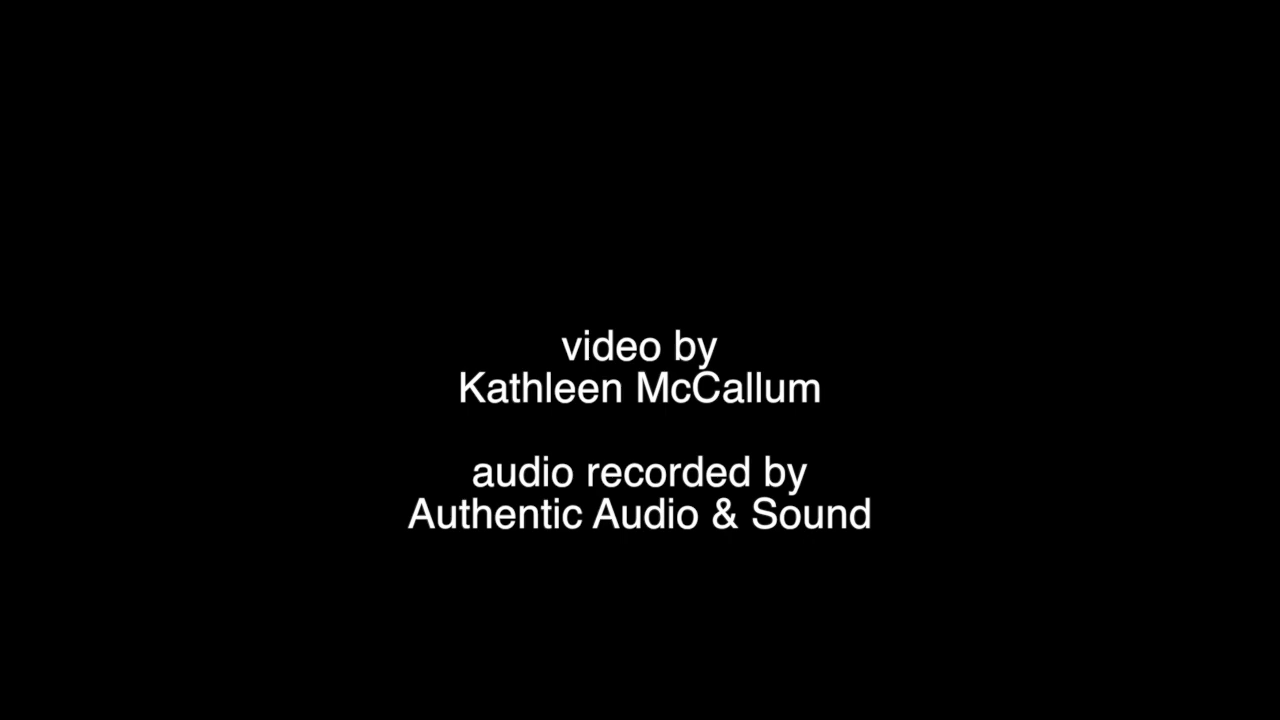 video by
Kathleen McCallum
audio recorded by
Authentic Audio & Sound